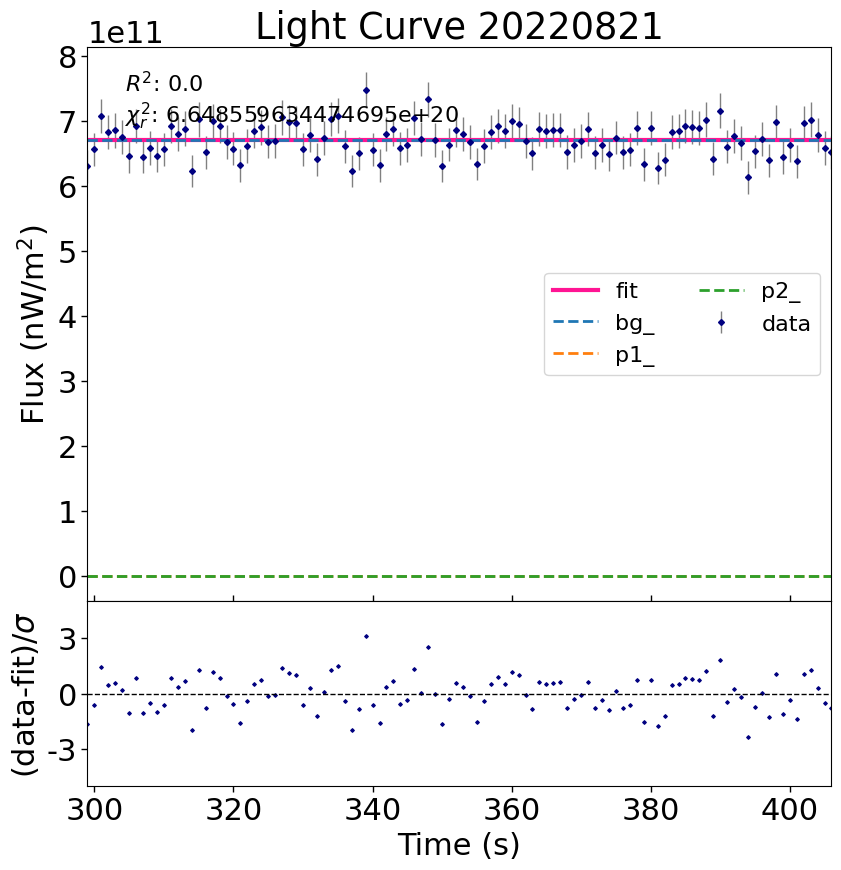 Light Curve 20220821
1e11
R²: 0.0
χ²ᵣ: 6.648559634474695e+20
8
7
6
5
4
3
2
1
0
Flux (nW/m²)
fit
bg_
p1_
p2_
data
3
0
-3
(data-fit)/σ
300 320 340 360 380 400
Time (s)